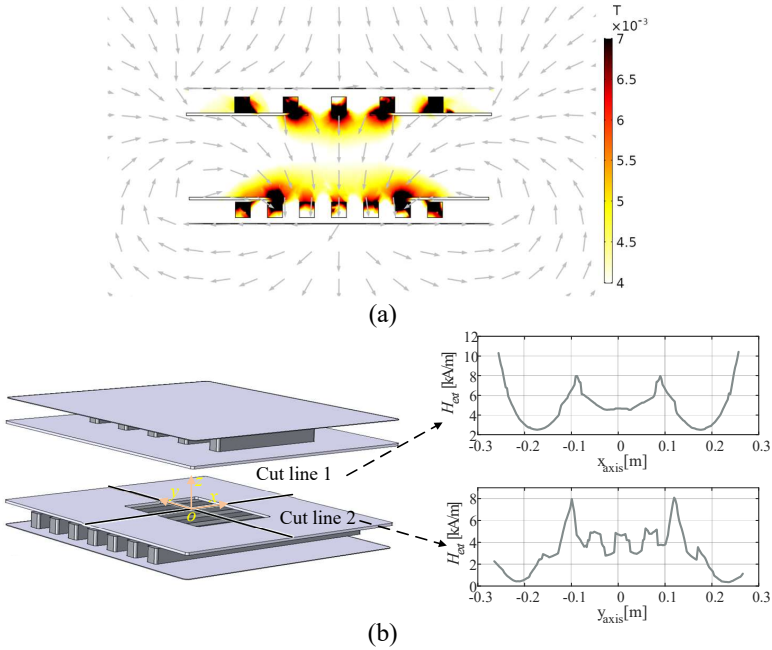 T
×10⁻³
7
6.5
6
5.5
5
4.5
4
(a)
Cut line 1
Cut line 2
z
y
x
o
12
10
8
6
4
2
H_ext [kA/m]
-0.3 -0.2 -0.1 0 0.1 0.2 0.3
x_axis[m]
8
6
4
2
0
H_ext [kA/m]
-0.3 -0.2 -0.1 0 0.1 0.2 0.3
y_axis[m]
(b)